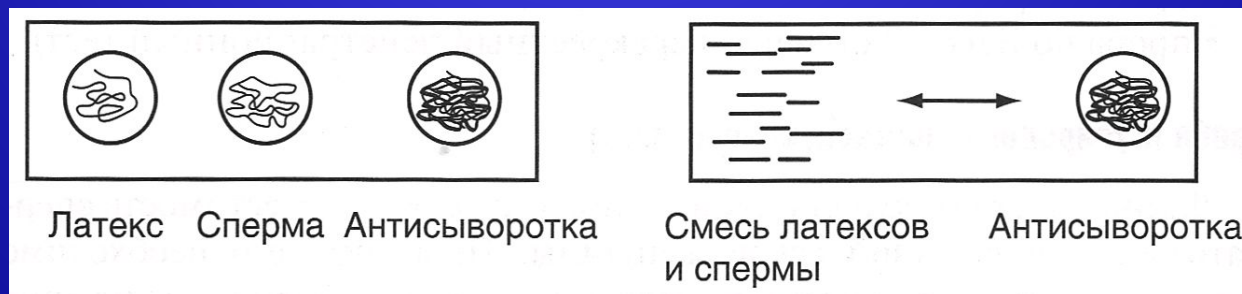 Латекс Сперма Антисыворотка
Смесь латексов Антисыворотка
и спермы